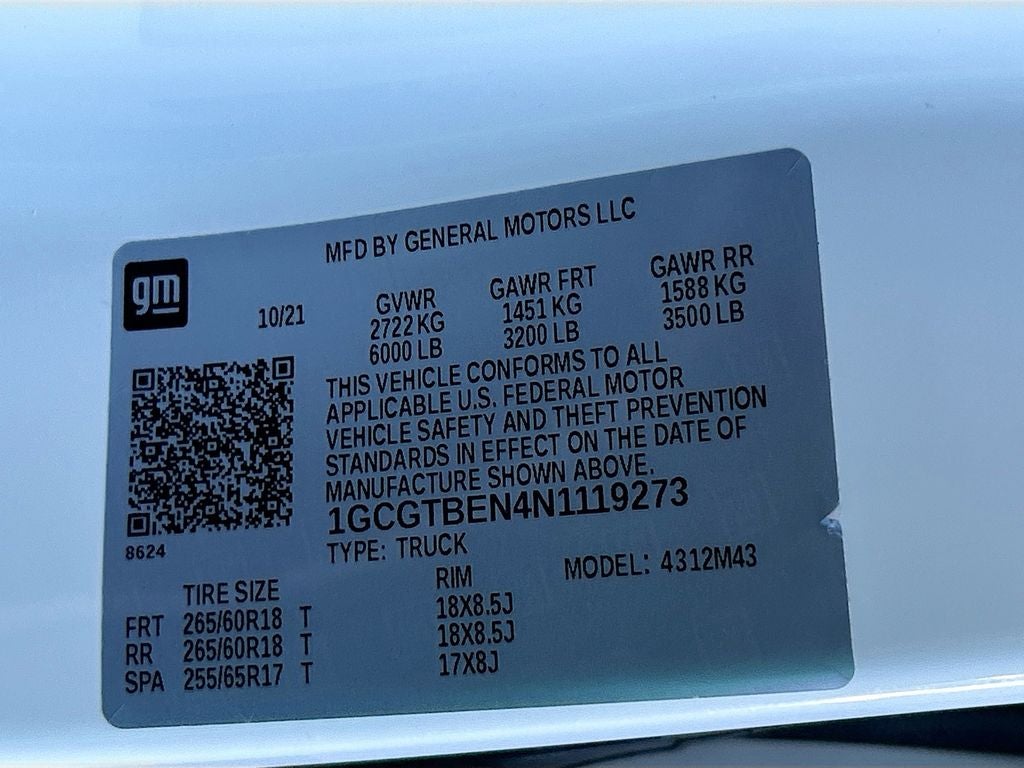 MFD BY GENERAL MOTORS LLC
gm
10/21
GVWR GAWR FRT GAWR RR
2722 KG 1451 KG 1588 KG
6000 LB 3200 LB 3500 LB
THIS VEHICLE CONFORMS TO ALL
APPLICABLE U.S. FEDERAL MOTOR
VEHICLE SAFETY AND THEFT PREVENTION
STANDARDS IN EFFECT ON THE DATE OF
MANUFACTURE SHOWN ABOVE.
1GCGTBEN4N1119273
8624
TYPE: TRUCK MODEL: 4312M43
TIRE SIZE RIM
FRT 265/60R18 T 18X8.5J
RR 265/60R18 T 18X8.5J
SPA 255/65R17 T 17X8J